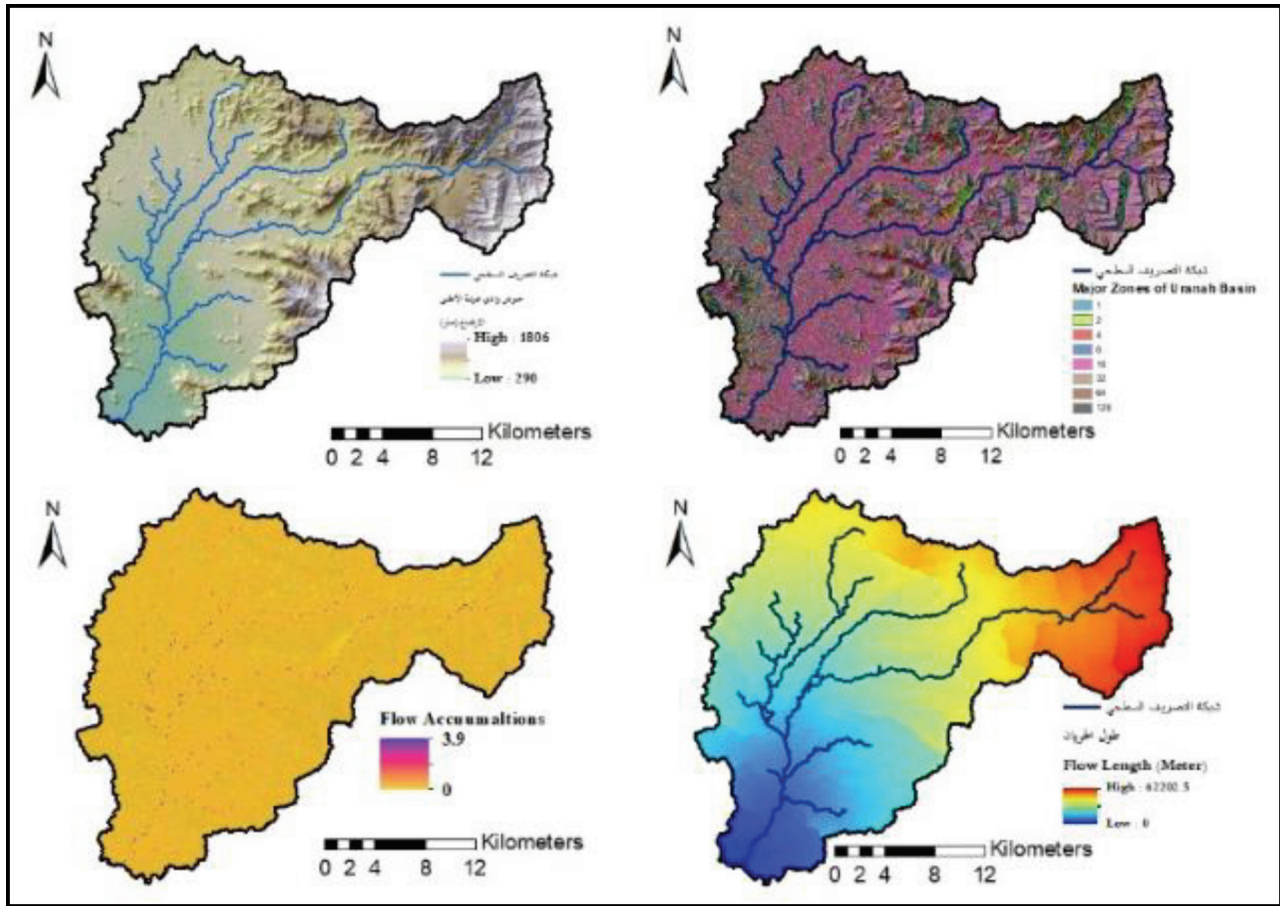 N
شبكة التصريف السطحي
High : 1806
Low : 290
Kilometers
0 2 4 8 12
N
شبكة التصريف السطحي
Major Zones of Uranah Basin
1
2
4
8
16
32
64
128
Kilometers
0 2 4 8 12
N
Flow Accuumaltions
3.9
0
Kilometers
0 2 4 8 12
N
شبكة التصريف السطحي
طول الجريان
Flow Length (Meter)
High : 62202.5
Low : 0
Kilometers
0 2 4 8 12